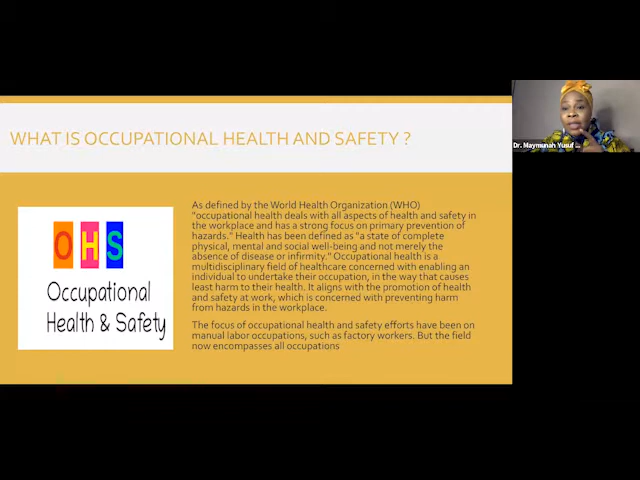 WHAT IS OCCUPATIONAL HEALTH AND SAFETY ?
Dr. Maymunah Yusuf ...
OHS
Occupational
Health & Safety
As defined by the World Health Organization (WHO)
"occupational health deals with all aspects of health and safety in
the workplace and has a strong focus on primary prevention of
hazards." Health has been defined as "a state of complete
physical, mental and social well-being and not merely the
absence of disease or infirmity." Occupational health is a
multidisciplinary field of healthcare concerned with enabling an
individual to undertake their occupation, in the way that causes
least harm to their health. It aligns with the promotion of health
and safety at work, which is concerned with preventing harm
from hazards in the workplace.
The focus of occupational health and safety efforts have been on
manual labor occupations, such as factory workers. But the field
now encompasses all occupations